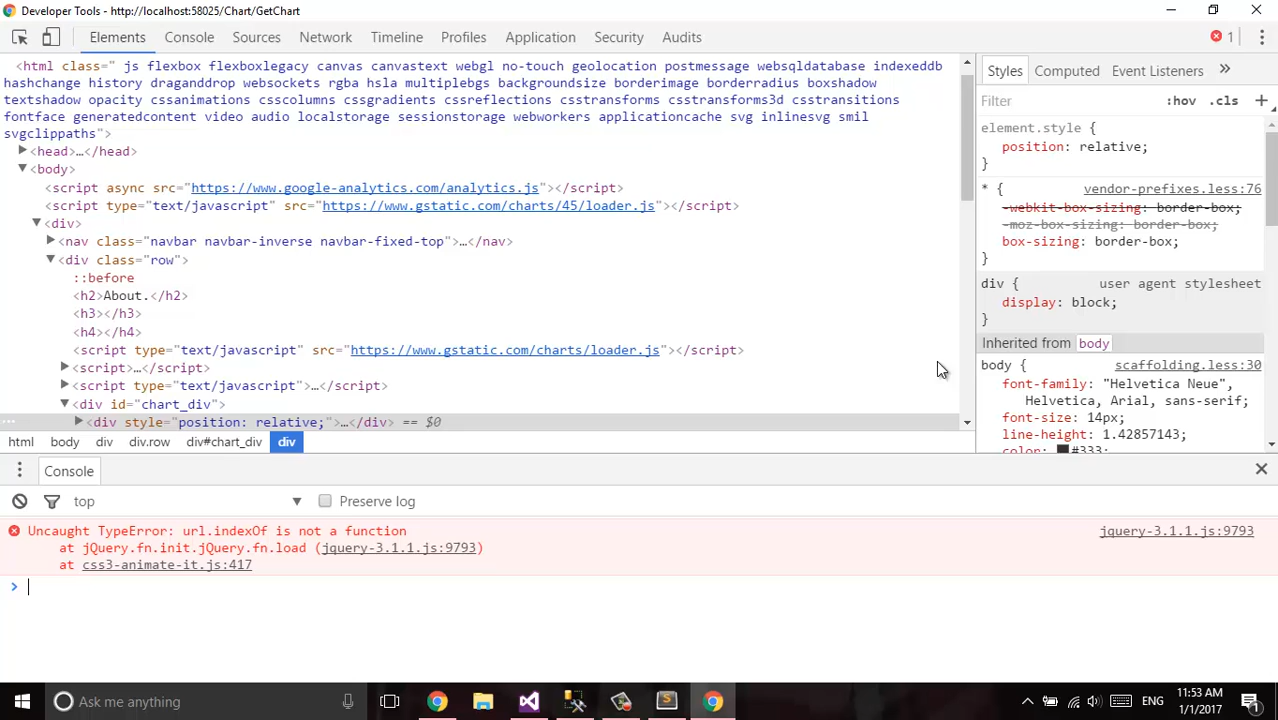 Developer Tools - http://localhost:58025/Chart/GetChart
Elements Console Sources Network Timeline Profiles Application Security Audits 1
<html class=" js flexbox flexboxlegacy canvas canvastext webgl no-touch geolocation postmessage websqldatabase indexeddb
hashchange history draganddrop websockets rgba hsla multiplebgs backgroundsize borderimage borderradius boxshadow
textshadow opacity cssanimations csscolumns cssgradients cssreflections csstransforms csstransforms3d csstransitions
fontface generatedcontent video audio localstorage sessionstorage webworkers applicationcache svg inlinesvg smil
svgclippaths">
<head>…</head>
<body>
<script async src="https://www.google-analytics.com/analytics.js"></script>
<script type="text/javascript" src="https://www.gstatic.com/charts/45/loader.js"></script>
<div>
<nav class="navbar navbar-inverse navbar-fixed-top">…</nav>
<div class="row">
::before
<h2>About.</h2>
<h3></h3>
<h4></h4>
<script type="text/javascript" src="https://www.gstatic.com/charts/loader.js"></script>
<script>…</script>
<script type="text/javascript">…</script>
<div id="chart_div">
… <div style="position: relative;">…</div> == $0
html body div div.row div#chart_div div
Styles Computed Event Listeners »
Filter :hov .cls +
element.style {
position: relative;
}
* { vendor-prefixes.less:76
-webkit-box-sizing: border-box;
-moz-box-sizing: border-box;
box-sizing: border-box;
}
div { user agent stylesheet
display: block;
}
Inherited from body
body { scaffolding.less:30
font-family: "Helvetica Neue",
Helvetica, Arial, sans-serif;
font-size: 14px;
line-height: 1.42857143;
color: #333;
Console
top Preserve log
Uncaught TypeError: url.indexOf is not a function jquery-3.1.1.js:9793
at jQuery.fn.init.jQuery.fn.load (jquery-3.1.1.js:9793)
at css3-animate-it.js:417
>
Ask me anything
ENG
11:53 AM
1/1/2017
1